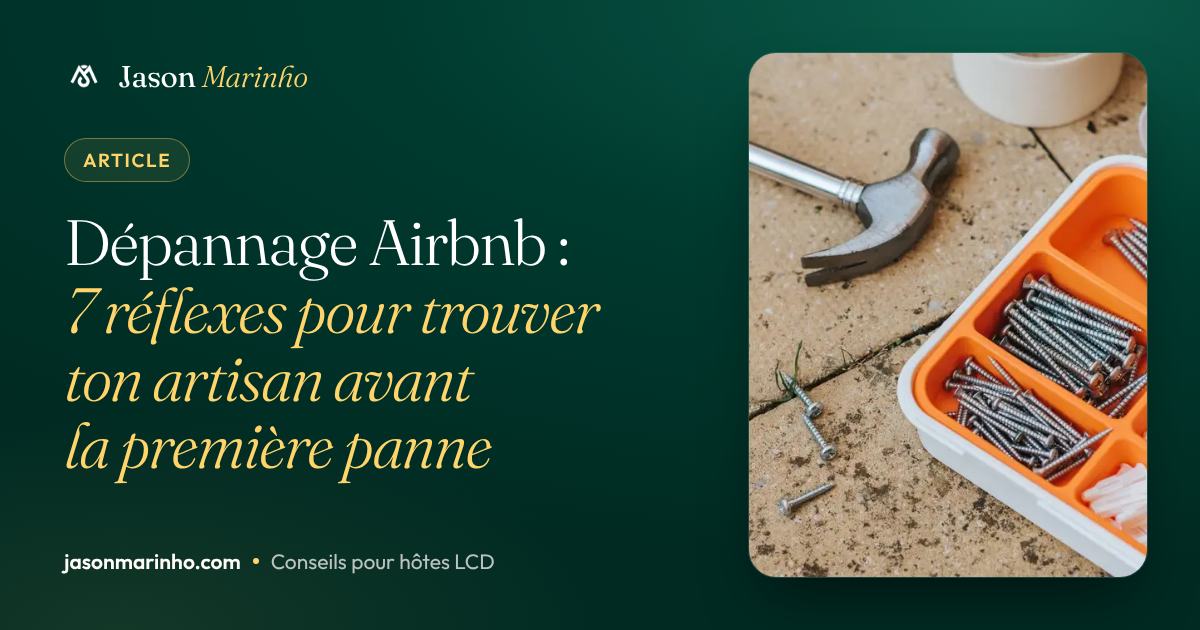 Jason Marinho
ARTICLE
Dépannage Airbnb :
7 réflexes pour trouver
ton artisan avant
la première panne
jasonmarinho.com • Conseils pour hôtes LCD